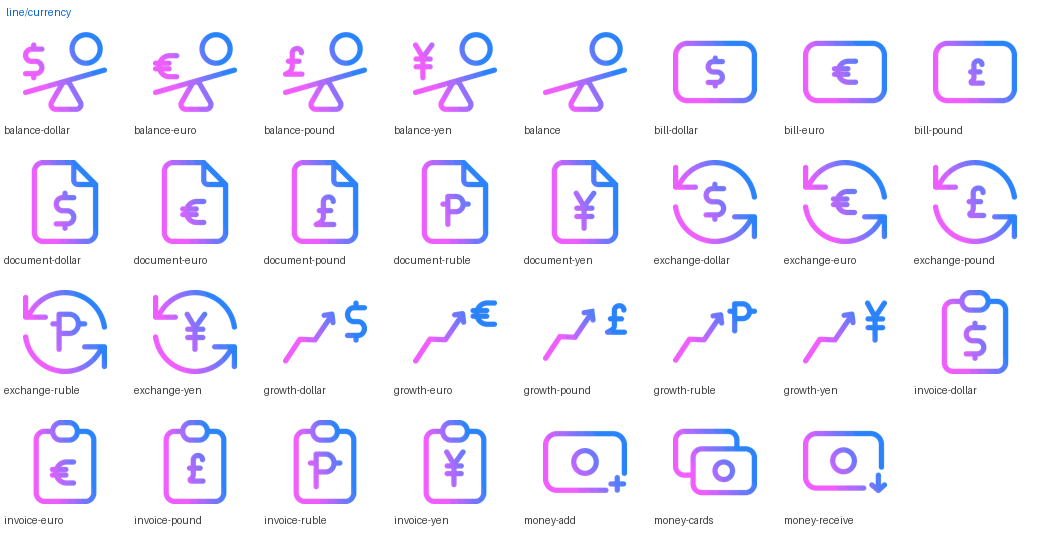 line/currency
balance-dollar balance-euro balance-pound balance-yen balance bill-dollar bill-euro bill-pound
document-dollar document-euro document-pound document-ruble document-yen exchange-dollar exchange-euro exchange-pound
exchange-ruble exchange-yen growth-dollar growth-euro growth-pound growth-ruble growth-yen invoice-dollar
invoice-euro invoice-pound invoice-ruble invoice-yen money-add money-cards money-receive